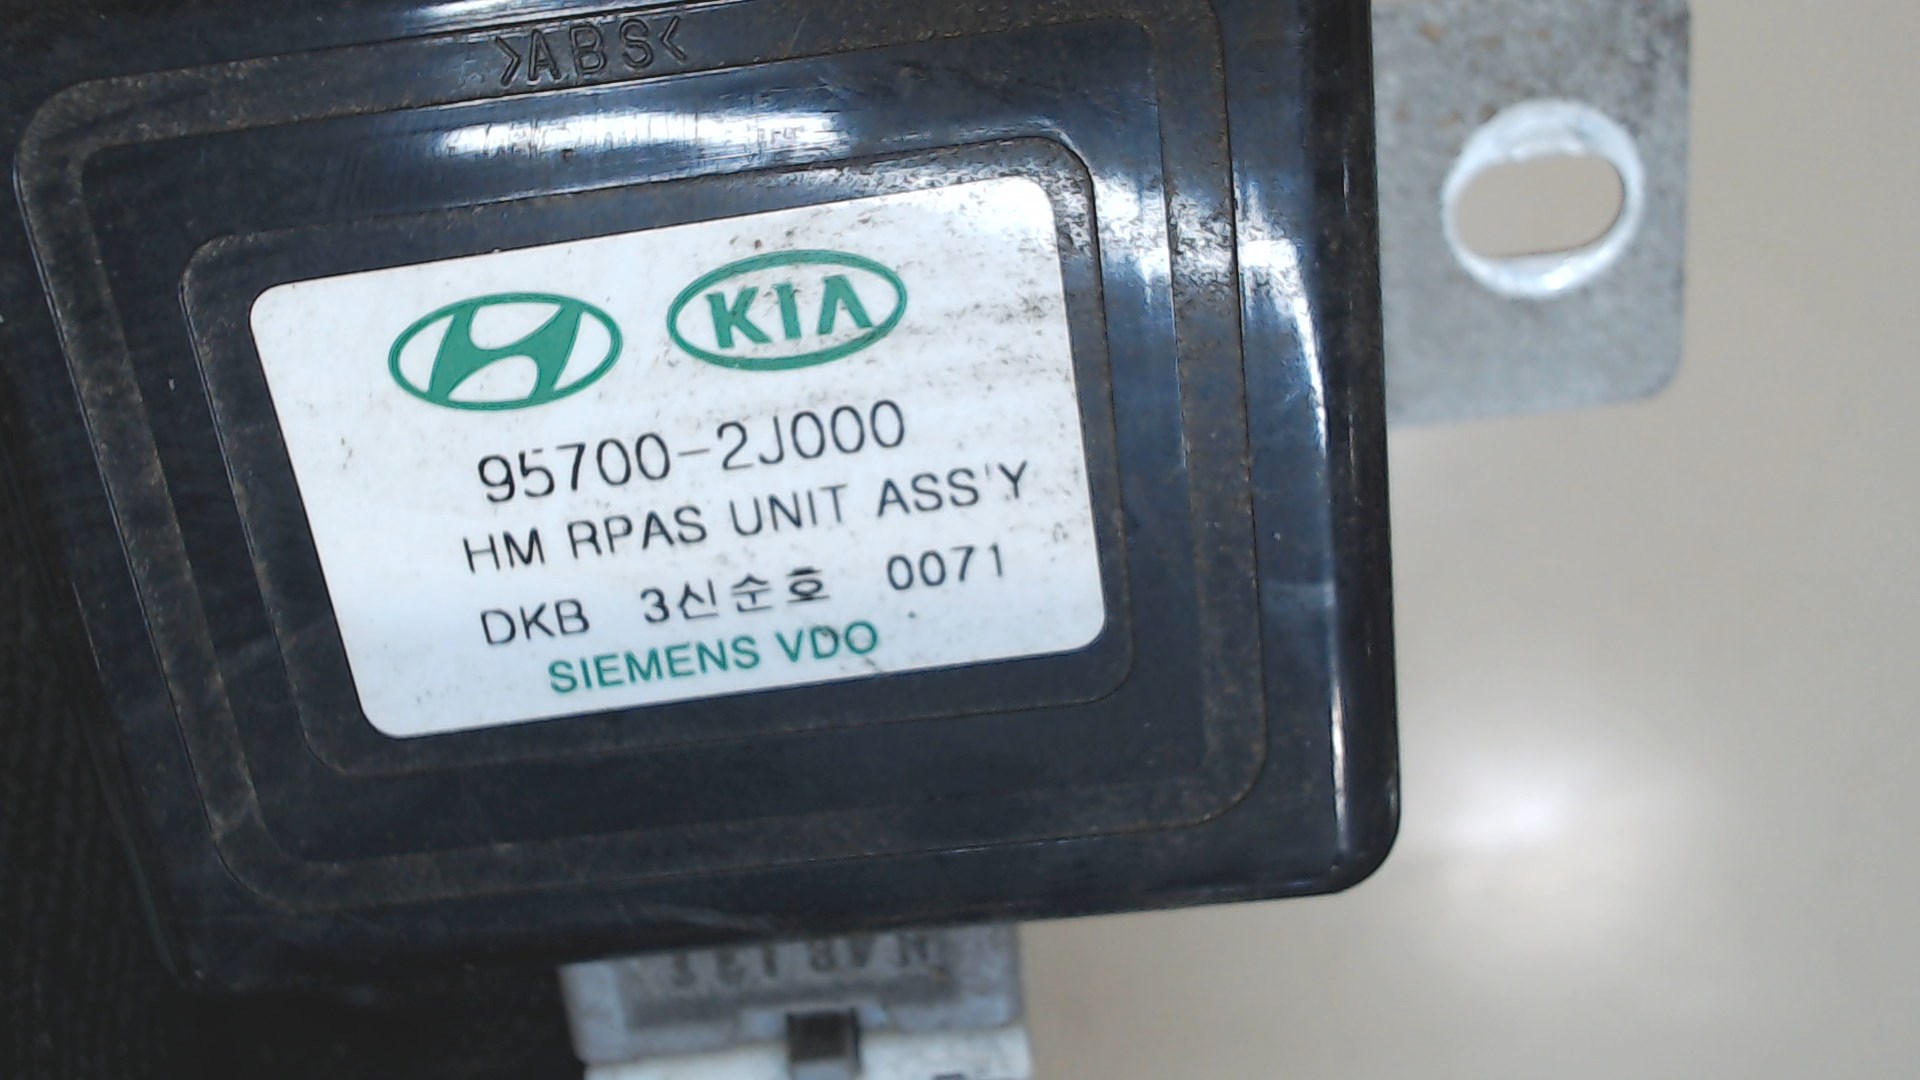 >ABS<
KIA
95700-2J000
HM RPAS UNIT ASS'Y
DKB 3신순호 0071
SIEMENS VDO